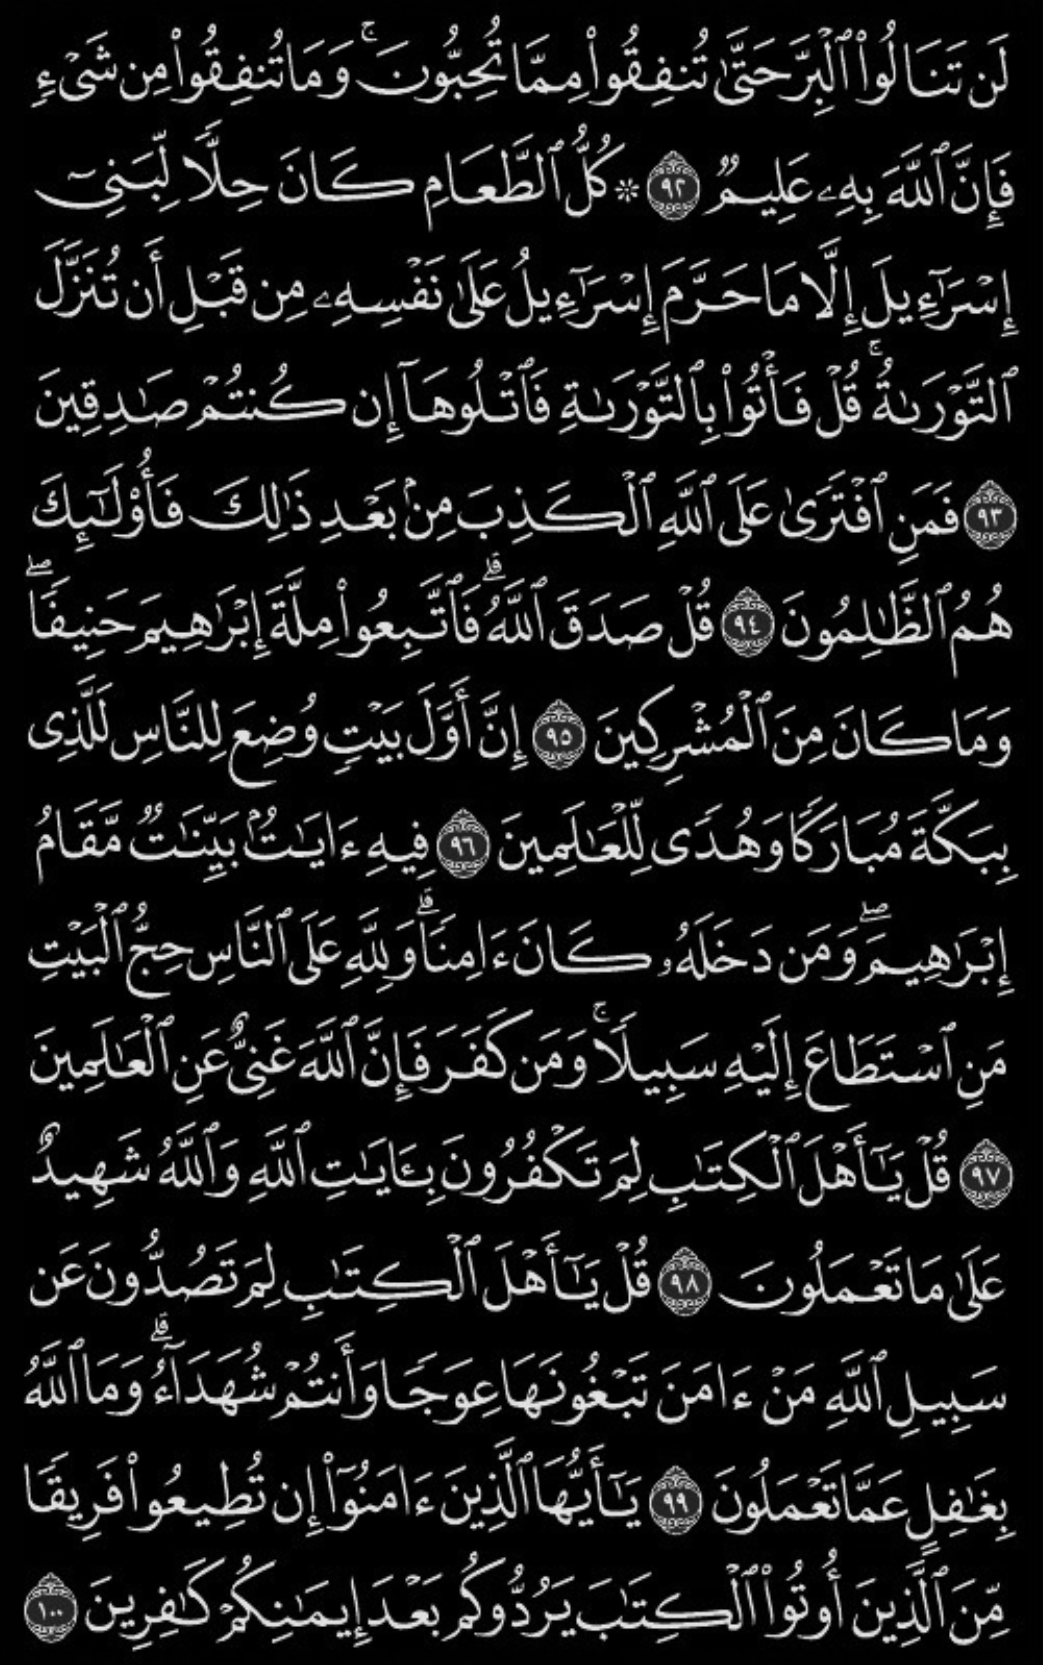 لَن تَنَالُوا۟ ٱلْبِرَّ حَتَّىٰ تُنفِقُوا۟ مِمَّا تُحِبُّونَ ۚ وَمَا تُنفِقُوا۟ مِن شَىْءٍ
فَإِنَّ ٱللَّهَ بِهِۦ عَلِيمٌ ٩٢ ۞ كُلُّ ٱلطَّعَامِ كَانَ حِلًّا لِّبَنِىٓ
إِسْرَٰٓءِيلَ إِلَّا مَا حَرَّمَ إِسْرَٰٓءِيلُ عَلَىٰ نَفْسِهِۦ مِن قَبْلِ أَن تُنَزَّلَ
ٱلتَّوْرَىٰةُ ۚ قُلْ فَأْتُوا۟ بِٱلتَّوْرَىٰةِ فَٱتْلُوهَآ إِن كُنتُمْ صَٰدِقِينَ
٩٣ فَمَنِ ٱفْتَرَىٰ عَلَى ٱللَّهِ ٱلْكَذِبَ مِنۢ بَعْدِ ذَٰلِكَ فَأُو۟لَٰٓئِكَ
هُمُ ٱلظَّٰلِمُونَ ٩٤ قُلْ صَدَقَ ٱللَّهُ ۗ فَٱتَّبِعُوا۟ مِلَّةَ إِبْرَٰهِيمَ حَنِيفًا ۖ
وَمَا كَانَ مِنَ ٱلْمُشْرِكِينَ ٩٥ إِنَّ أَوَّلَ بَيْتٍ وُضِعَ لِلنَّاسِ لَلَّذِى
بِبَكَّةَ مُبَارَكًا وَهُدًى لِّلْعَٰلَمِينَ ٩٦ فِيهِ ءَايَٰتٌۢ بَيِّنَٰتٌ مَّقَامُ
إِبْرَٰهِيمَ ۖ وَمَن دَخَلَهُۥ كَانَ ءَامِنًا ۗ وَلِلَّهِ عَلَى ٱلنَّاسِ حِجُّ ٱلْبَيْتِ
مَنِ ٱسْتَطَاعَ إِلَيْهِ سَبِيلًا ۚ وَمَن كَفَرَ فَإِنَّ ٱللَّهَ غَنِىٌّ عَنِ ٱلْعَٰلَمِينَ
٩٧ قُلْ يَٰٓأَهْلَ ٱلْكِتَٰبِ لِمَ تَكْفُرُونَ بِـَٔايَٰتِ ٱللَّهِ وَٱللَّهُ شَهِيدٌ
عَلَىٰ مَا تَعْمَلُونَ ٩٨ قُلْ يَٰٓأَهْلَ ٱلْكِتَٰبِ لِمَ تَصُدُّونَ عَن
سَبِيلِ ٱللَّهِ مَنْ ءَامَنَ تَبْغُونَهَا عِوَجًا وَأَنتُمْ شُهَدَآءُ ۗ وَمَا ٱللَّهُ
بِغَٰفِلٍ عَمَّا تَعْمَلُونَ ٩٩ يَٰٓأَيُّهَا ٱلَّذِينَ ءَامَنُوٓا۟ إِن تُطِيعُوا۟ فَرِيقًا
مِّنَ ٱلَّذِينَ أُوتُوا۟ ٱلْكِتَٰبَ يَرُدُّوكُم بَعْدَ إِيمَٰنِكُمْ كَٰفِرِينَ ١٠٠